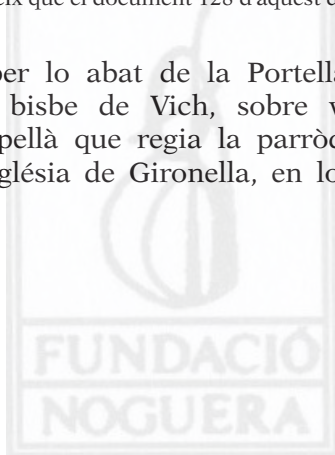 eix que el document 128 d'aquest d
per lo abat de la Portella
bisbe de Vich, sobre v
pellà que regia la parròc
glésia de Gironella, en lo
FUNDACIÓ
NOGUERA